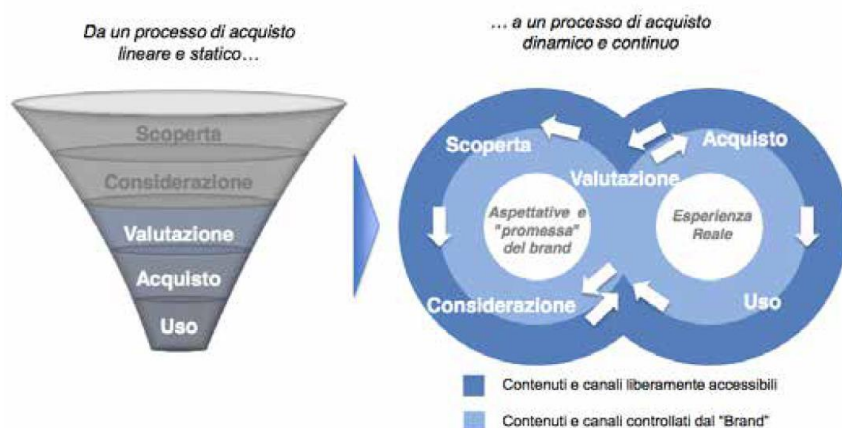 Da un processo di acquisto
lineare e statico…
Scoperta
Considerazione
Valutazione
Acquisto
Uso
… a un processo di acquisto
dinamico e continuo
Scoperta
Acquisto
Valutazione
Aspettative e
"promessa"
del brand
Esperienza
Reale
Considerazione
Uso
Contenuti e canali liberamente accessibili
Contenuti e canali controllati dal "Brand"